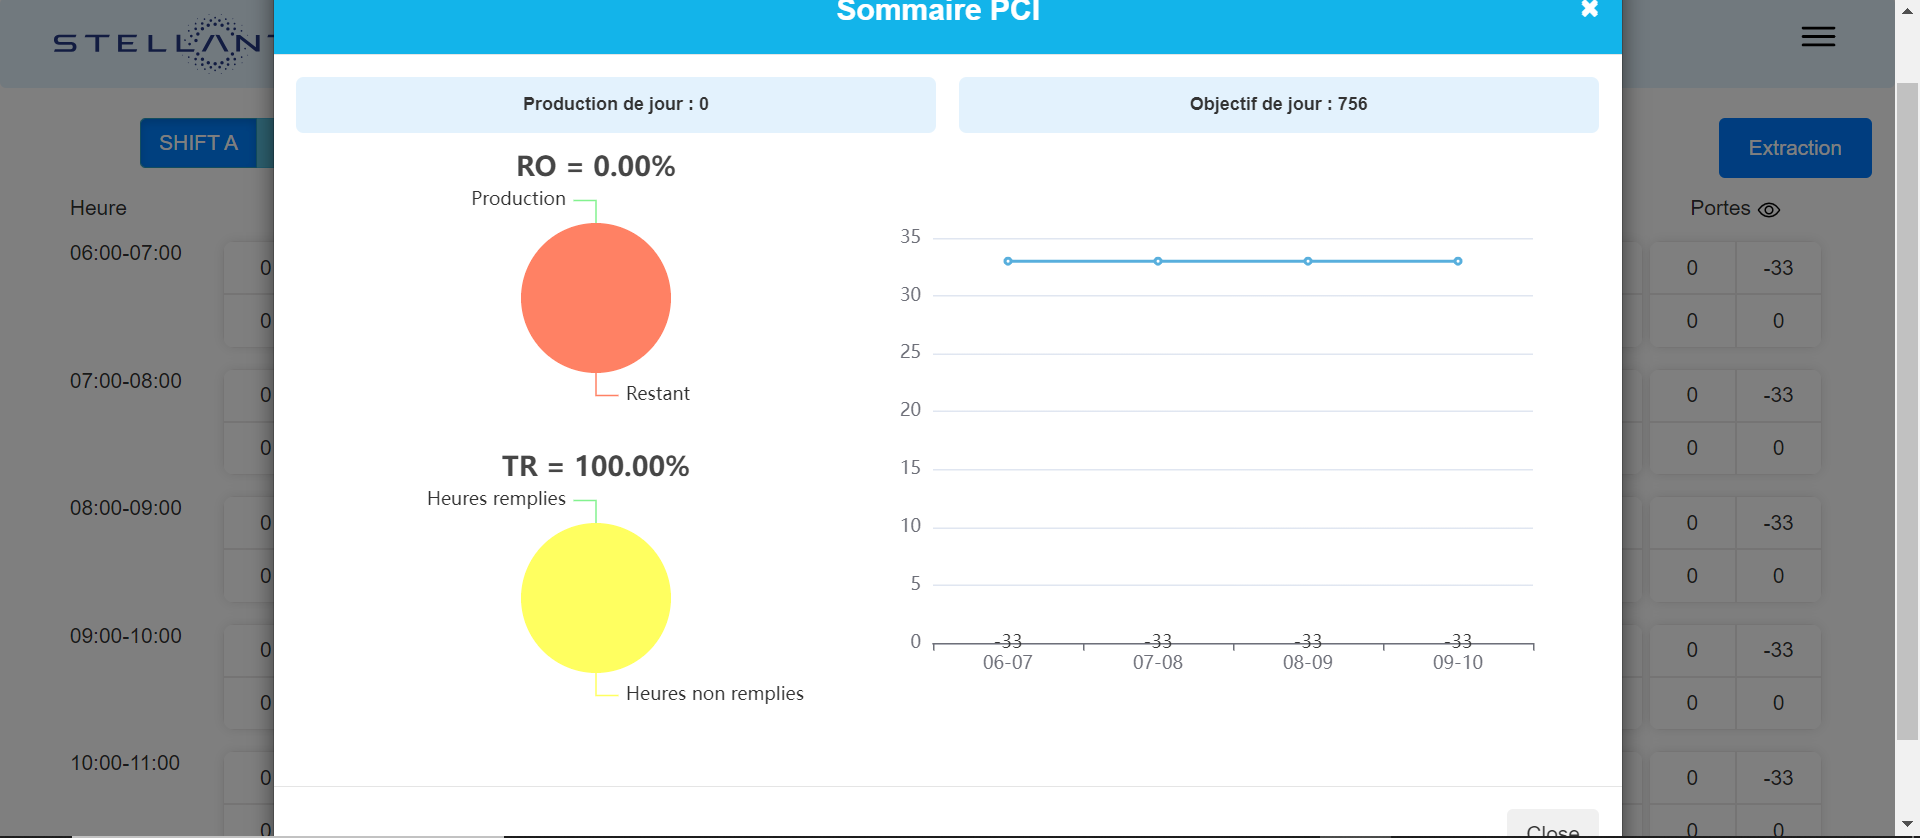 Sommaire PCI
STELLANT
Production de jour : 0
Objectif de jour : 756
SHIFT A
Extraction
RO = 0.00%
Production
Restant
TR = 100.00%
Heures remplies
Heures non remplies
35
30
25
20
15
10
5
0
-33 -33 -33 -33
06-07 07-08 08-09 09-10
Heure
Portes
06:00-07:00 0 0 -33
0 0 0
07:00-08:00 0 0 -33
0 0 0
08:00-09:00 0 0 -33
0 0 0
09:00-10:00 0 0 -33
0 0 0
10:00-11:00 0 0 -33
0 0 0
Close